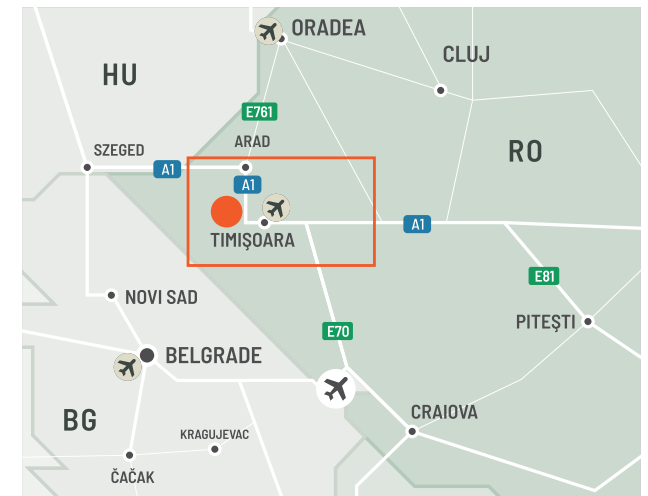 ORADEA
CLUJ
HU
E761
ARAD
RO
SZEGED
A1
A1
TIMIŞOARA
A1
E81
NOVI SAD
PITEŞTI
E70
BELGRADE
CRAIOVA
BG
KRAGUJEVAC
ČAČAK